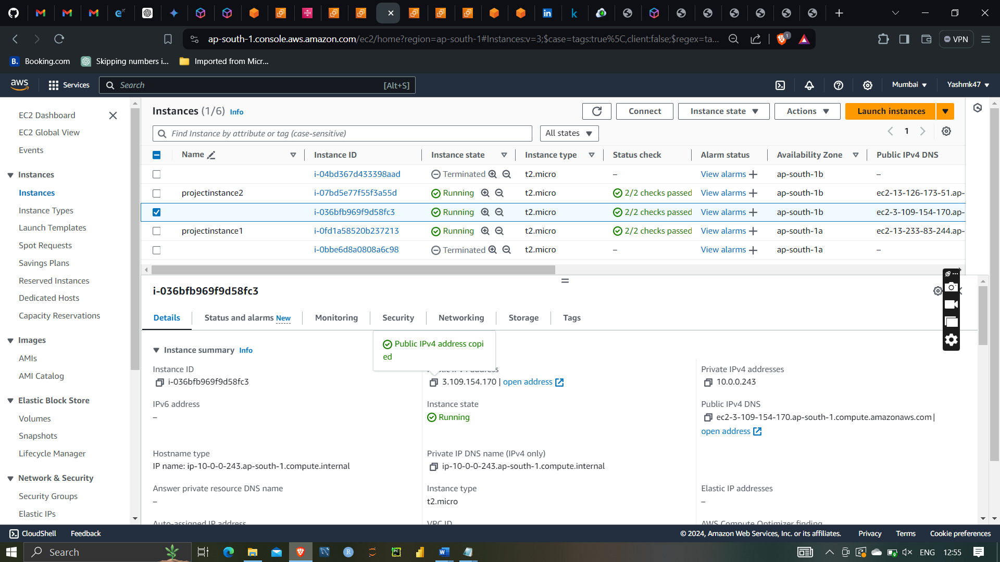 ap-south-1.console.aws.amazon.com/ec2/home?region=ap-south-1#Instances:v=3;$case=tags:true%5C,client:false;$regex=ta...
1
VPN
B. Booking.com
Skipping numbers i...
Imported from Micr...
aws
Services
Search
[Alt+S]
Mumbai
Yashmk47
EC2 Dashboard
EC2 Global View
Events
Instances
Instances
Instance Types
Launch Templates
Spot Requests
Savings Plans
Reserved Instances
Dedicated Hosts
Capacity Reservations
Images
AMIs
AMI Catalog
Elastic Block Store
Volumes
Snapshots
Lifecycle Manager
Network & Security
Security Groups
Elastic IPs
Instances (1/6) Info
Connect
Instance state
Actions
Launch instances
Find Instance by attribute or tag (case-sensitive)
All states
1
Name Instance ID Instance state Instance type Status check Alarm status Availability Zone Public IPv4 DNS
i-04bd367d433398aad Terminated t2.micro – View alarms ap-south-1b –
projectinstance2 i-07bd5e77f55f3a55d Running t2.micro 2/2 checks passed View alarms ap-south-1b ec2-13-126-173-51.ap-
i-036bfb969f9d58fc3 Running t2.micro 2/2 checks passed View alarms ap-south-1b ec2-3-109-154-170.ap-
projectinstance1 i-0fd1a58520b237213 Running t2.micro 2/2 checks passed View alarms ap-south-1a ec2-13-233-83-244.ap-
i-0bbe6d8a0808a6c98 Terminated t2.micro – View alarms ap-south-1a –
i-036bfb969f9d58fc3
Details Status and alarms New Monitoring Security Networking Storage Tags
Public IPv4 address copi
ed
Instance summary Info
Instance ID
i-036bfb969f9d58fc3
3.109.154.170 | open address
Private IPv4 addresses
10.0.0.243
IPv6 address
–
Instance state
Running
Public IPv4 DNS
ec2-3-109-154-170.ap-south-1.compute.amazonaws.com |
open address
Hostname type
IP name: ip-10-0-0-243.ap-south-1.compute.internal
Private IP DNS name (IPv4 only)
ip-10-0-0-243.ap-south-1.compute.internal
Answer private resource DNS name
–
Instance type
t2.micro
Elastic IP addresses
–
Auto-assigned IP address
VPC ID
AWS Compute Optimizer finding
CloudShell
Feedback
© 2024, Amazon Web Services, Inc. or its affiliates.
Privacy
Terms
Cookie preferences
Search
ENG
12:55